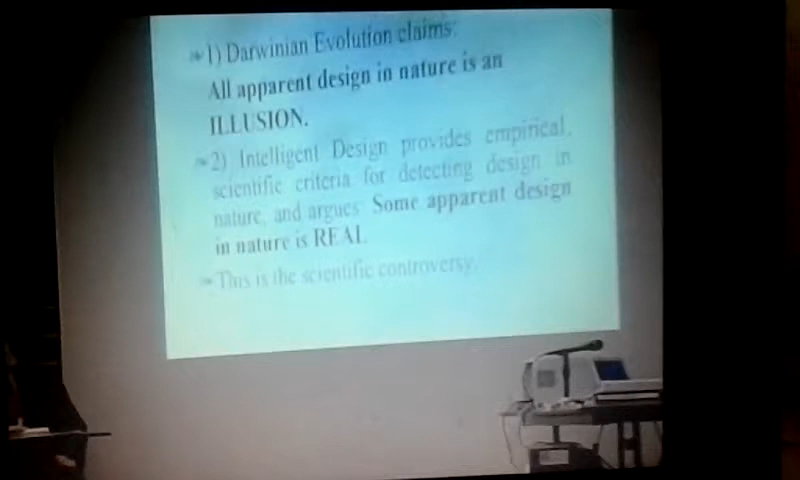 1) Darwinian Evolution claims:
All apparent design in nature is an
ILLUSION.
2) Intelligent Design provides empirical,
scientific criteria for detecting design in
nature, and argues: Some apparent design
in nature is REAL.
This is the scientific controversy.